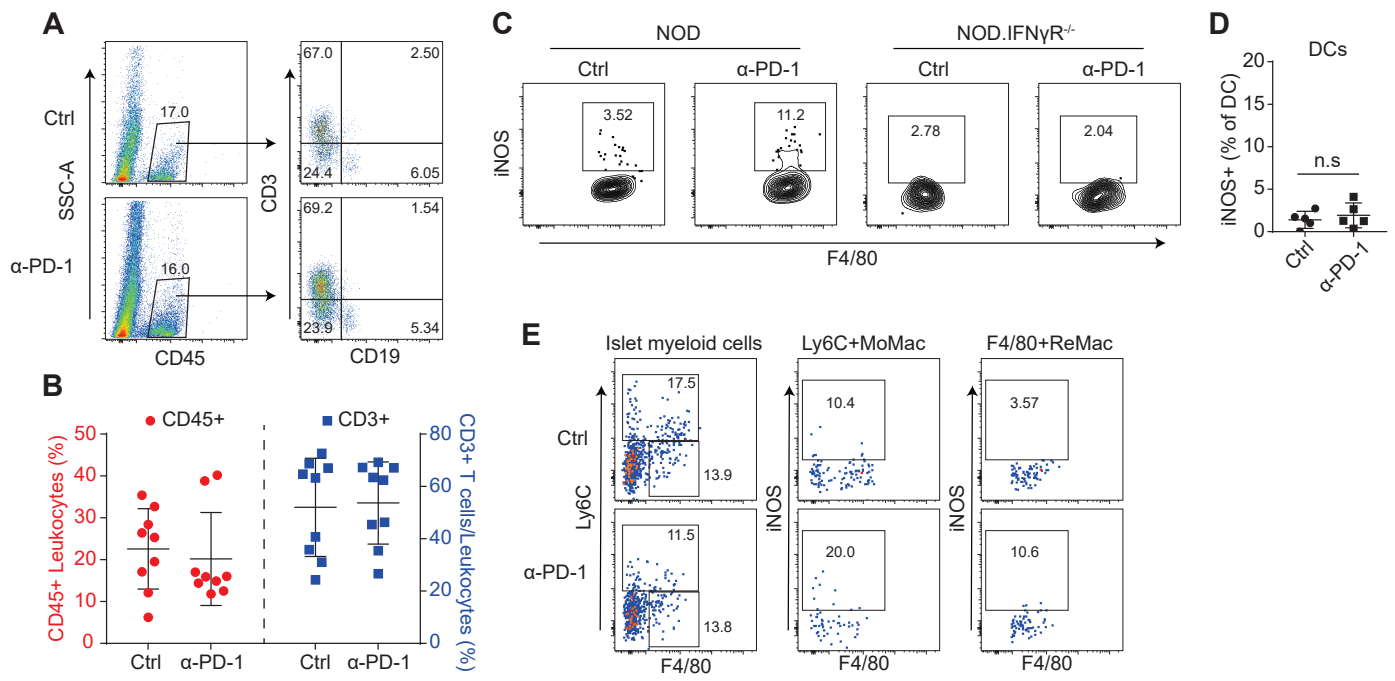 A
Ctrl
SSC-A
17.0
67.0 2.50
CD3
24.4 6.05
α-PD-1
16.0
69.2 1.54
23.9 5.34
CD45
CD19
B
CD45+
CD3+
CD45+ Leukocytes (%)
50
40
30
20
10
0
Ctrl α-PD-1
CD3+ T cells/Leukocytes (%)
80
60
40
20
0
Ctrl α-PD-1
C
NOD
NOD.IFNγR-/-
Ctrl α-PD-1 Ctrl α-PD-1
iNOS
3.52 11.2 2.78 2.04
F4/80
D
DCs
iNOS+ (% of DC)
20
15
10
5
0
n.s
Ctrl
α-PD-1
E
Islet myeloid cells Ly6C+MoMac F4/80+ReMac
Ctrl
Ly6C
17.5
13.9
iNOS
10.4
iNOS
3.57
α-PD-1
11.5
13.8
20.0
10.6
F4/80 F4/80 F4/80